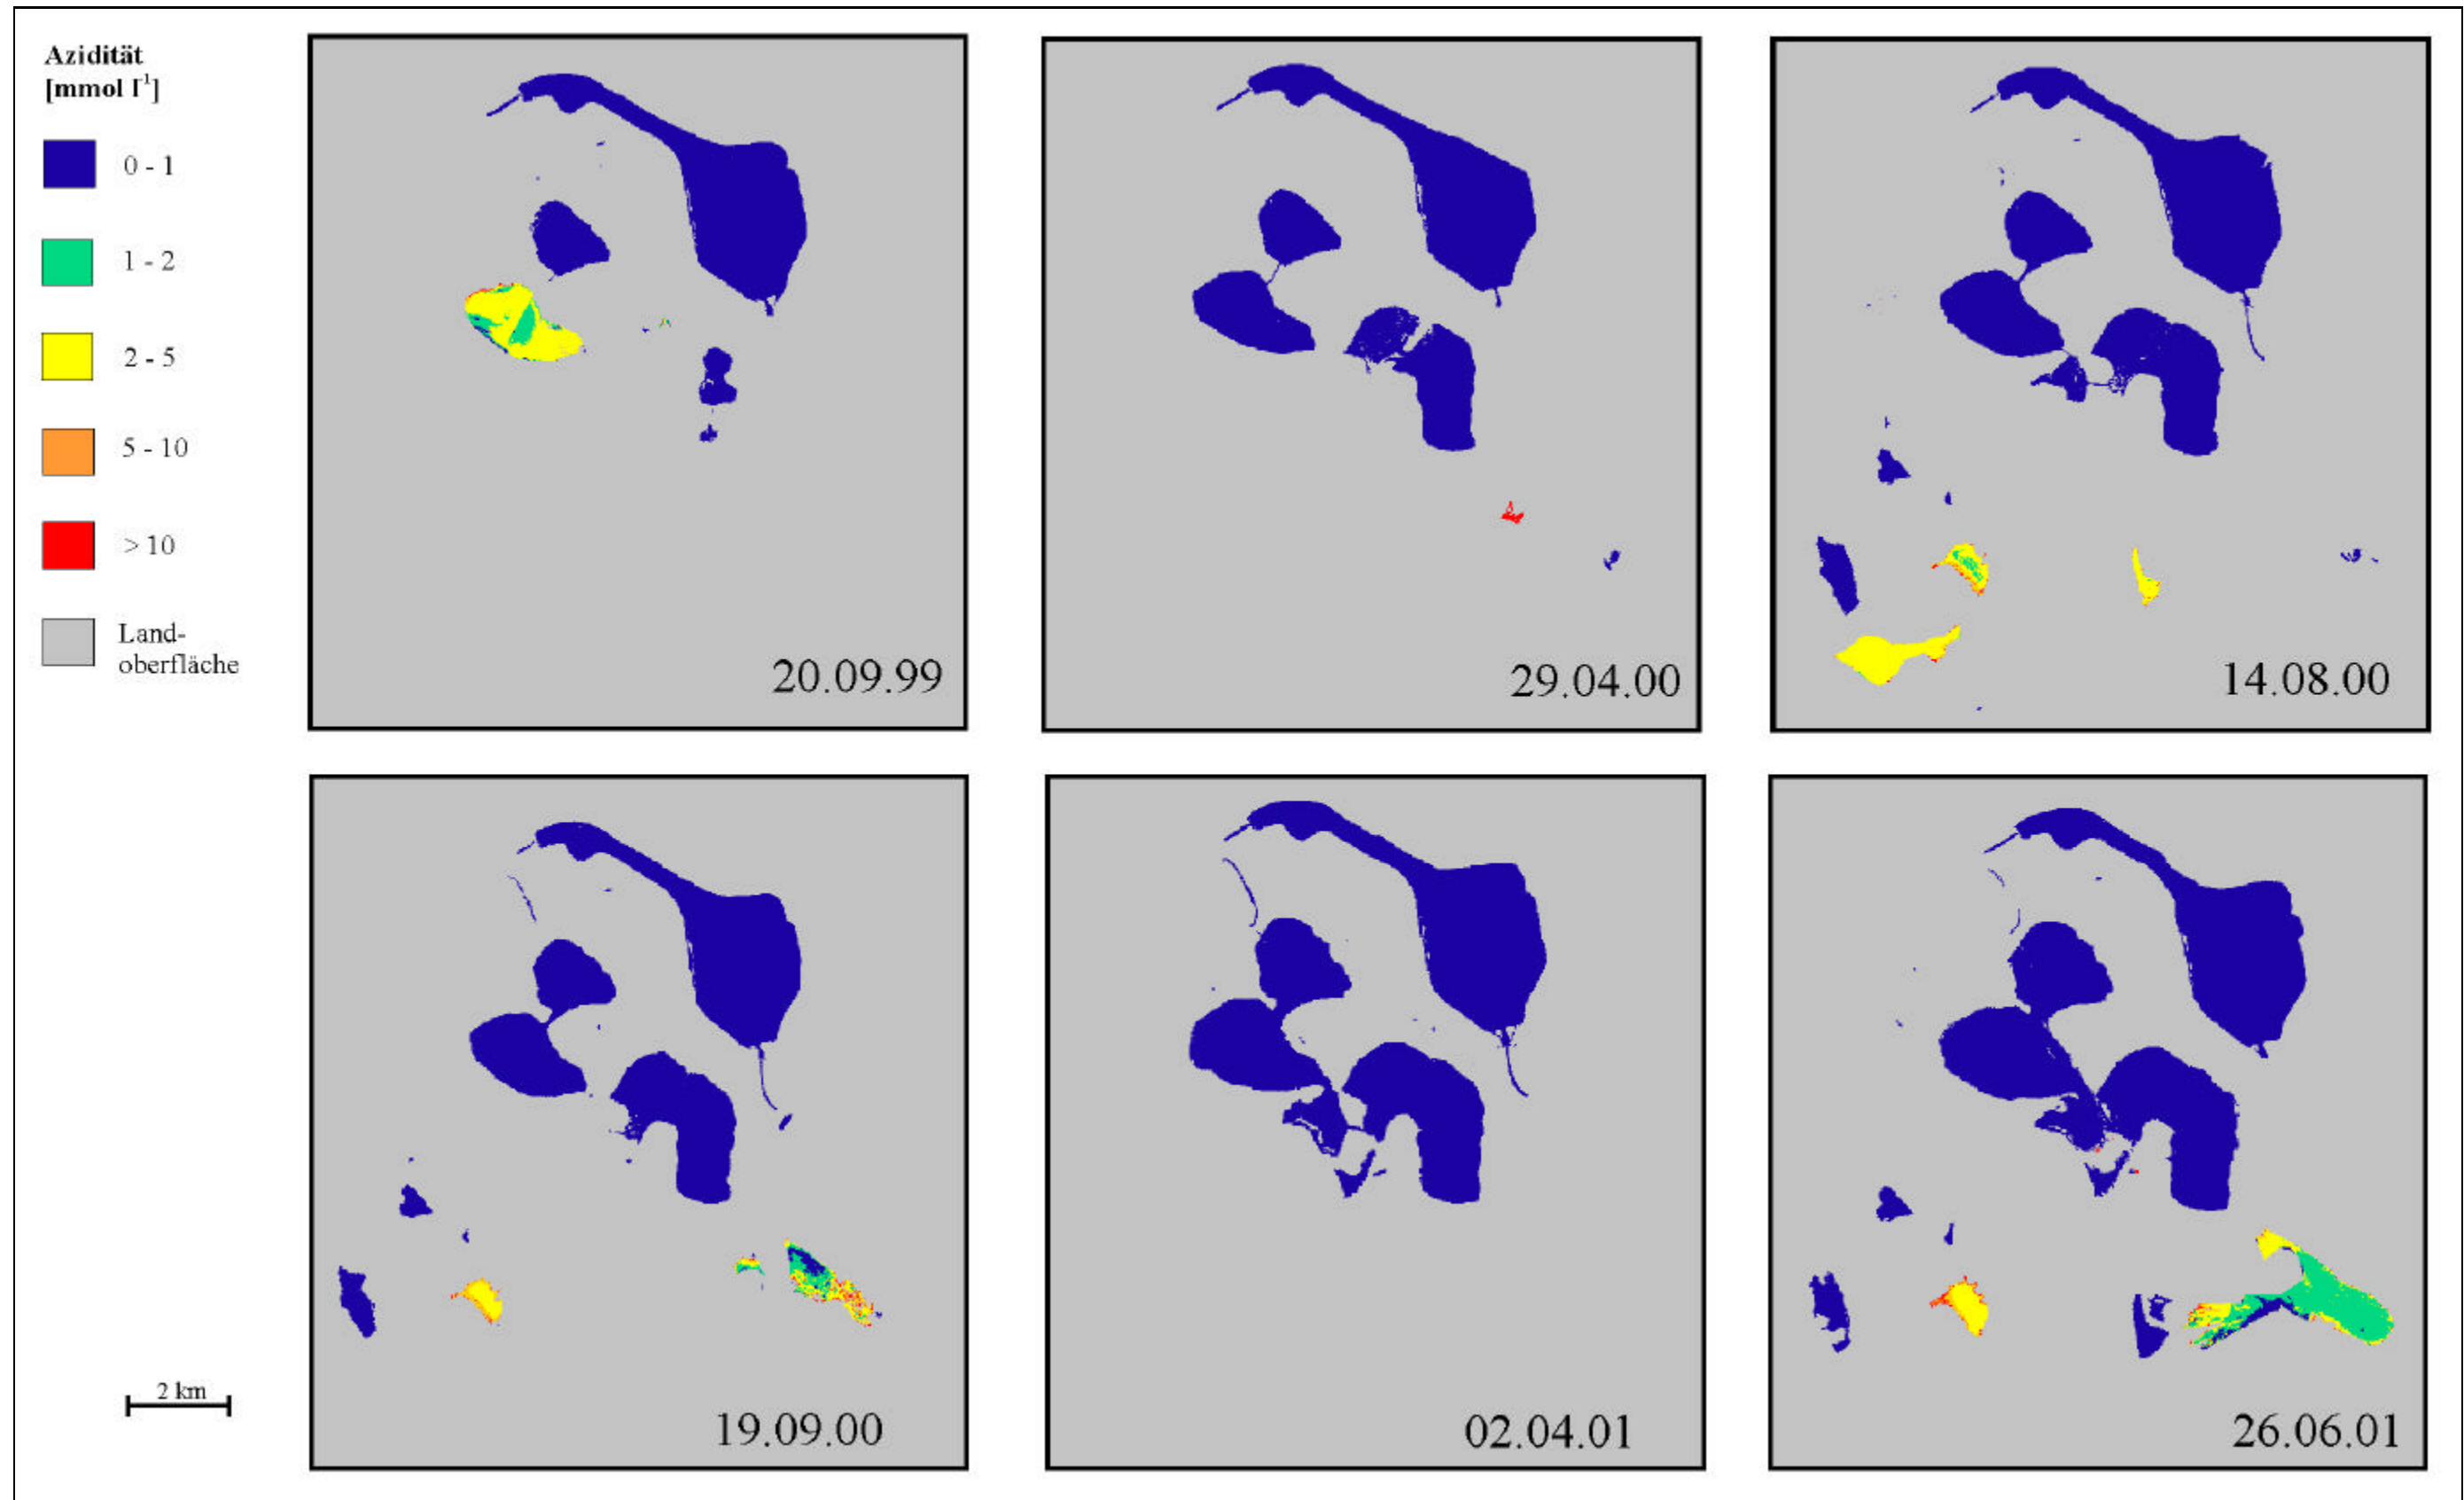 Azidität
[mmol l⁻¹]
0 - 1
1 - 2
2 - 5
5 - 10
> 10
Land-
oberfläche
20.09.99
29.04.00
14.08.00
2 km
19.09.00
02.04.01
26.06.01